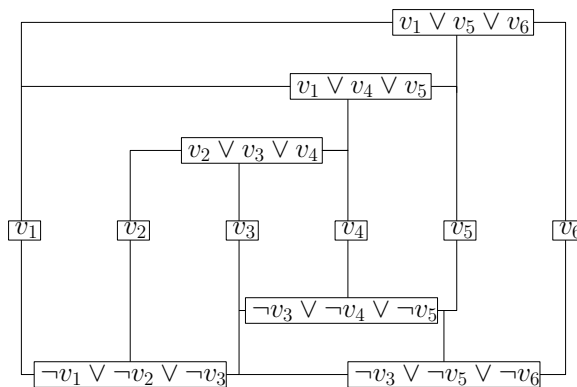 v₁ ∨ v₅ ∨ v₆
v₁ ∨ v₄ ∨ v₅
v₂ ∨ v₃ ∨ v₄
v₁ v₂ v₃ v₄ v₅ v₆
¬v₃ ∨ ¬v₄ ∨ ¬v₅
¬v₁ ∨ ¬v₂ ∨ ¬v₃ ¬v₃ ∨ ¬v₅ ∨ ¬v₆